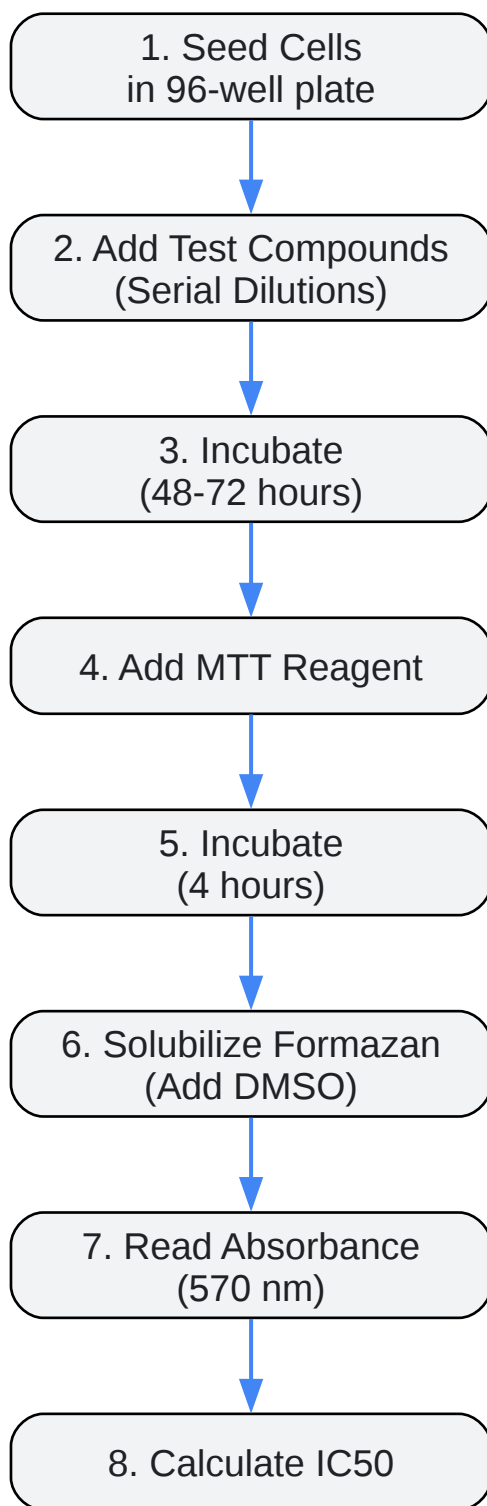 1. Seed Cells
in 96-well plate
2. Add Test Compounds
(Serial Dilutions)
3. Incubate
(48-72 hours)
4. Add MTT Reagent
5. Incubate
(4 hours)
6. Solubilize Formazan
(Add DMSO)
7. Read Absorbance
(570 nm)
8. Calculate IC50